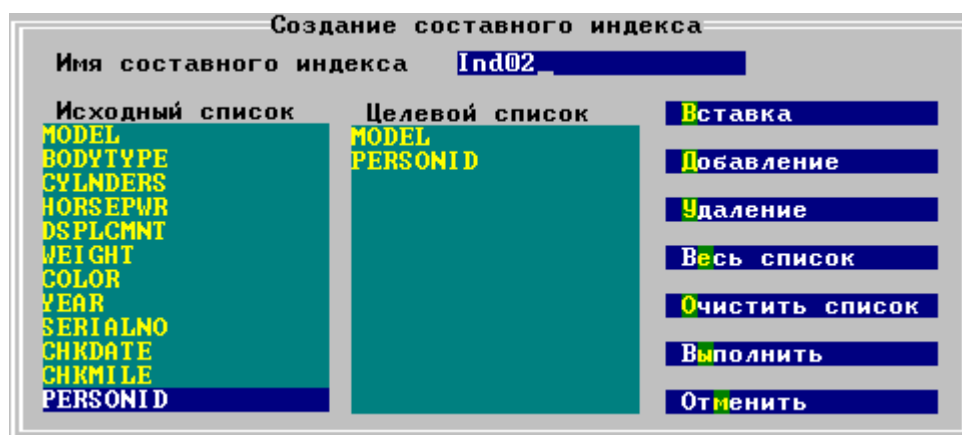 Создание составного индекса
Имя составного индекса Ind02_
Исходный список
MODEL
BODYTYPE
CYLNDERS
HORSEPWR
DSPLCMNT
WEIGHT
COLOR
YEAR
SERIALNO
CHKDATE
CHKMILE
PERSONID
Целевой список
MODEL
PERSONID
Вставка
Добавление
Удаление
Весь список
Очистить список
Выполнить
Отменить